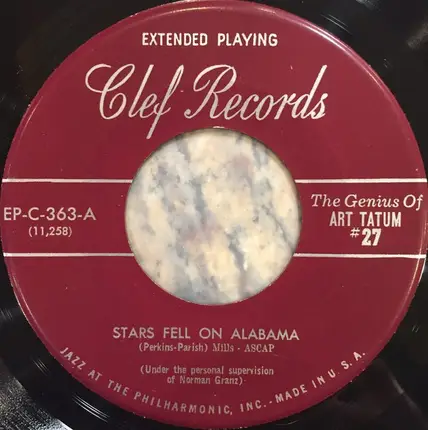 EXTENDED PLAYING
Clef Records
EP-C-363-A
(11,258)
The Genius Of
ART TATUM
#27
STARS FELL ON ALABAMA
(Perkins-Parish) Mills - ASCAP
(Under the personal supervision
of Norman Granz)
JAZZ AT THE PHILHARMONIC, INC. - MADE IN U.S.A.